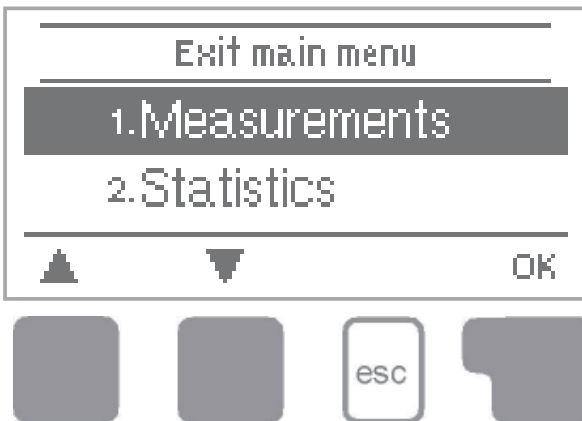 Exit main menu
1.Measurements
2.Statistics
OK
esc